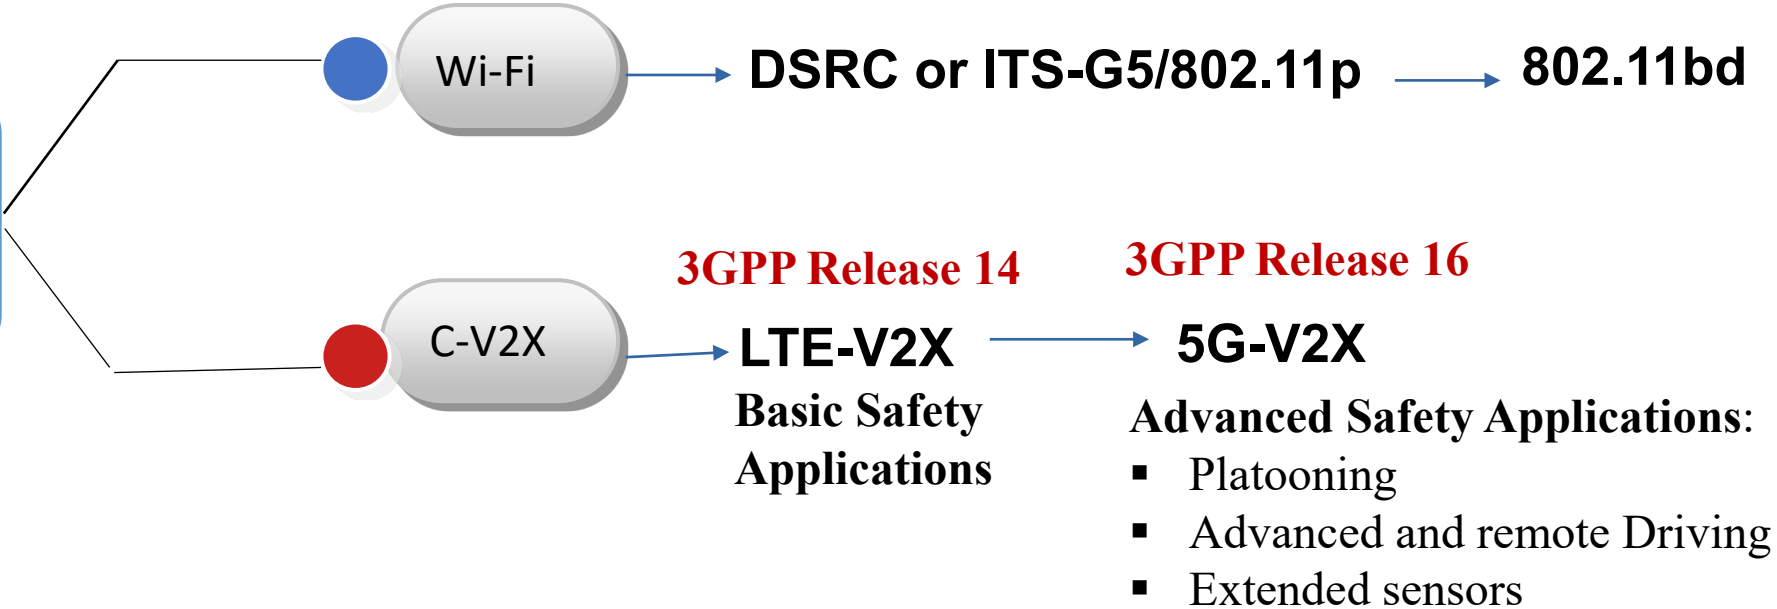 Wi-Fi
DSRC or ITS-G5/802.11p
802.11bd
3GPP Release 14
3GPP Release 16
C-V2X
LTE-V2X
5G-V2X
Basic Safety
Applications
Advanced Safety Applications:
▪ Platooning
▪ Advanced and remote Driving
▪ Extended sensors